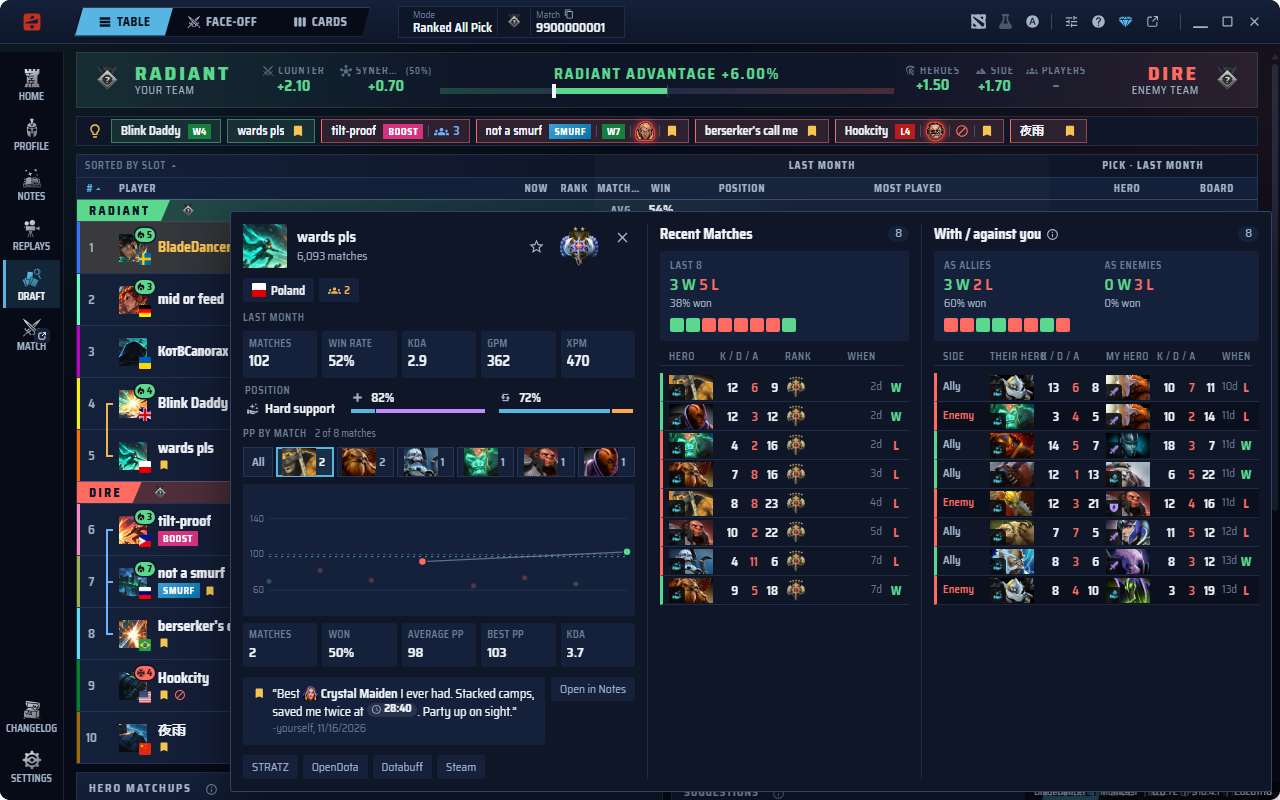 TABLE FACE-OFF CARDS
Mode
Ranked All Pick
Match
9900000001
A
HOME
PROFILE
NOTES
REPLAYS
DRAFT
MATCH
CHANGELOG
SETTINGS
RADIANT
YOUR TEAM
COUNTER
+2.10
SYNER... (50%)
+0.70
RADIANT ADVANTAGE +6.00%
HEROES
+1.50
SIDE
+1.70
PLAYERS
–
DIRE
ENEMY TEAM
Blink Daddy W4
wards pls
tilt-proof BOOST 3
not a smurf SMURF W7
berserker's call me
Hookcity L4
夜雨
SORTED BY SLOT
LAST MONTH
PICK - LAST MONTH
# PLAYER NOW RANK MATCH... WIN POSITION MOST PLAYED HERO BOARD
RADIANT
AVG 54%
1 5 BladeDancer
2 3 mid or feed
3 КотВСапогах
4 4 Blink Daddy
5 wards pls
DIRE
6 3 tilt-proof
BOOST
7 7 not a smurf
SMURF
8 berserker's c
9 4 Hookcity
10 夜雨
HERO MATCHUPS
SUGGESTIONS
wards pls
6,093 matches
Poland
2
LAST MONTH
MATCHES
102
WIN RATE
52%
KDA
2.9
GPM
362
XPM
470
POSITION
Hard support
82%
72%
PP BY MATCH 2 of 8 matches
All 2 2 1 1 1 1
140
100
60
MATCHES
2
WON
50%
AVERAGE PP
98
BEST PP
103
KDA
3.7
“Best Crystal Maiden I ever had. Stacked camps,
saved me twice at 28:40 . Party up on sight.”
-yourself, 11/16/2026
Open in Notes
STRATZ OpenDota Dotabuff Steam
Recent Matches 8
LAST 8
3 W 5 L
38% won
HERO K / D / A RANK WHEN
12 6 9 2d W
12 3 12 2d W
4 2 16 2d L
7 8 16 3d L
8 8 23 4d L
10 2 22 5d L
4 11 6 7d L
9 5 18 7d W
With / against you 8
AS ALLIES
3 W 2 L
60% won
AS ENEMIES
0 W 3 L
0% won
SIDE THEIR HERO K / D / A MY HERO K / D / A WHEN
Ally 13 6 8 10 7 11 10d L
Enemy 3 4 5 10 2 14 11d L
Ally 14 5 7 18 3 7 11d W
Ally 12 1 13 6 5 22 11d W
Enemy 12 3 21 12 4 16 11d L
Ally 7 7 5 11 5 12 12d L
Ally 8 3 6 8 3 12 13d W
Enemy 8 4 10 3 3 19 13d L